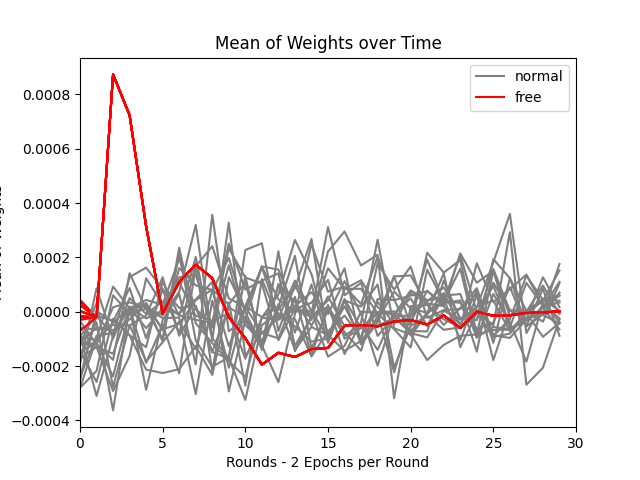 Mean of Weights over Time
normal
free
0.0008
0.0006
0.0004
0.0002
0.0000
−0.0002
−0.0004
0 5 10 15 20 25 30
Rounds - 2 Epochs per Round